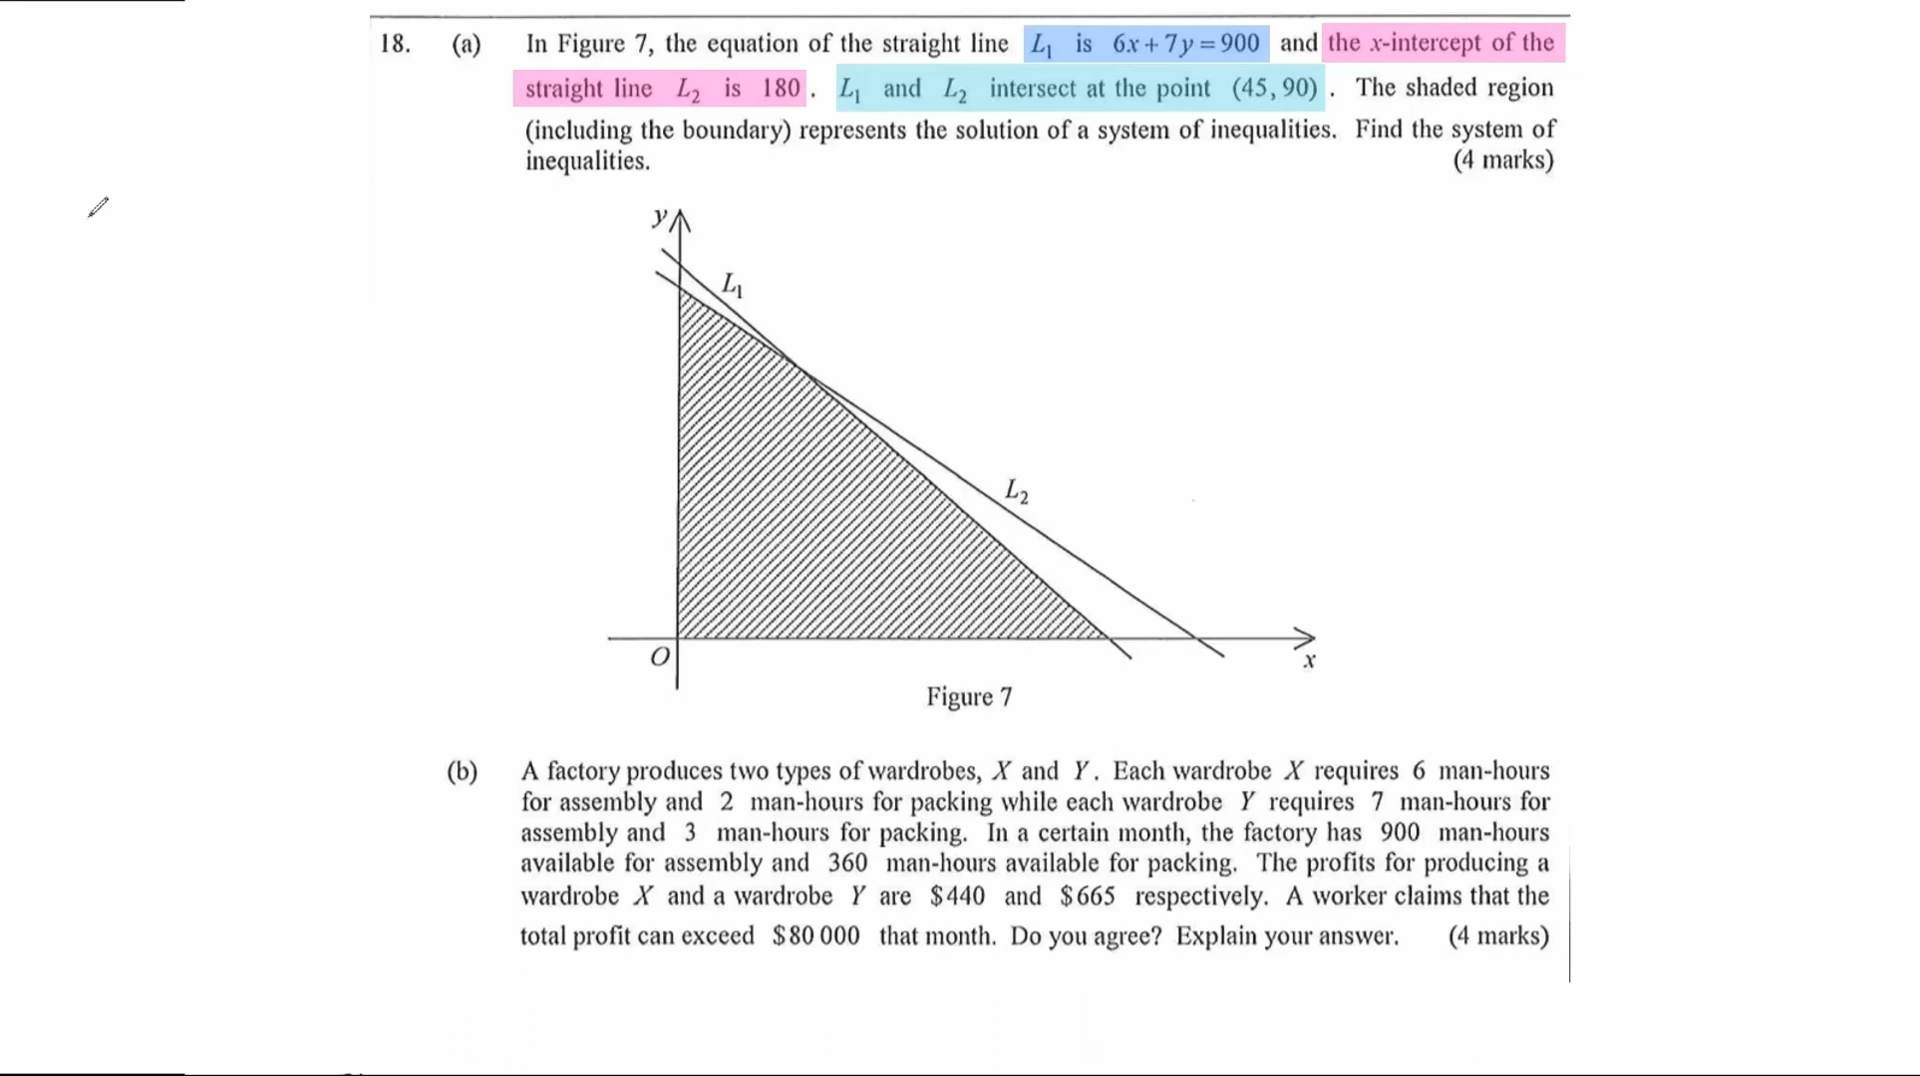 18. (a) In Figure 7, the equation of the straight line L₁ is 6x + 7y = 900 and the x-intercept of the
straight line L₂ is 180 . L₁ and L₂ intersect at the point (45, 90) . The shaded region
(including the boundary) represents the solution of a system of inequalities. Find the system of
inequalities. (4 marks)
y
L₁
L₂
O
x
Figure 7
(b) A factory produces two types of wardrobes, X and Y . Each wardrobe X requires 6 man-hours
for assembly and 2 man-hours for packing while each wardrobe Y requires 7 man-hours for
assembly and 3 man-hours for packing. In a certain month, the factory has 900 man-hours
available for assembly and 360 man-hours available for packing. The profits for producing a
wardrobe X and a wardrobe Y are $440 and $665 respectively. A worker claims that the
total profit can exceed $80 000 that month. Do you agree? Explain your answer. (4 marks)